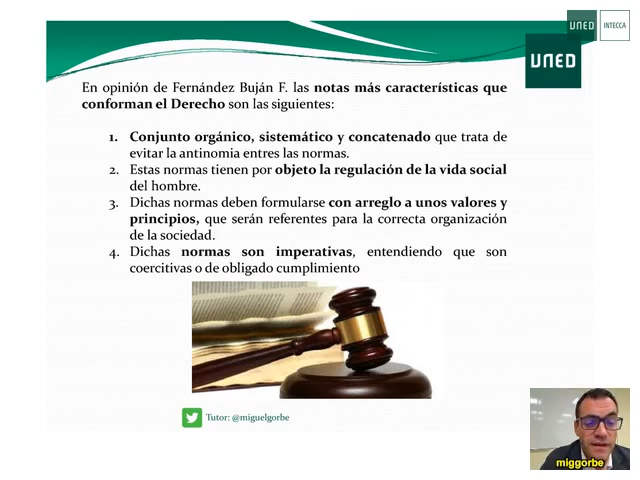 UNED
INTECCA
UNED
En opinión de Fernández Buján F. las notas más características que
conforman el Derecho son las siguientes:
1. Conjunto orgánico, sistemático y concatenado que trata de
evitar la antinomia entres las normas.
2. Estas normas tienen por objeto la regulación de la vida social
del hombre.
3. Dichas normas deben formularse con arreglo a unos valores y
principios, que serán referentes para la correcta organización
de la sociedad.
4. Dichas normas son imperativas, entendiendo que son
coercitivas o de obligado cumplimiento
Tutor: @miguelgorbe
miggorbe